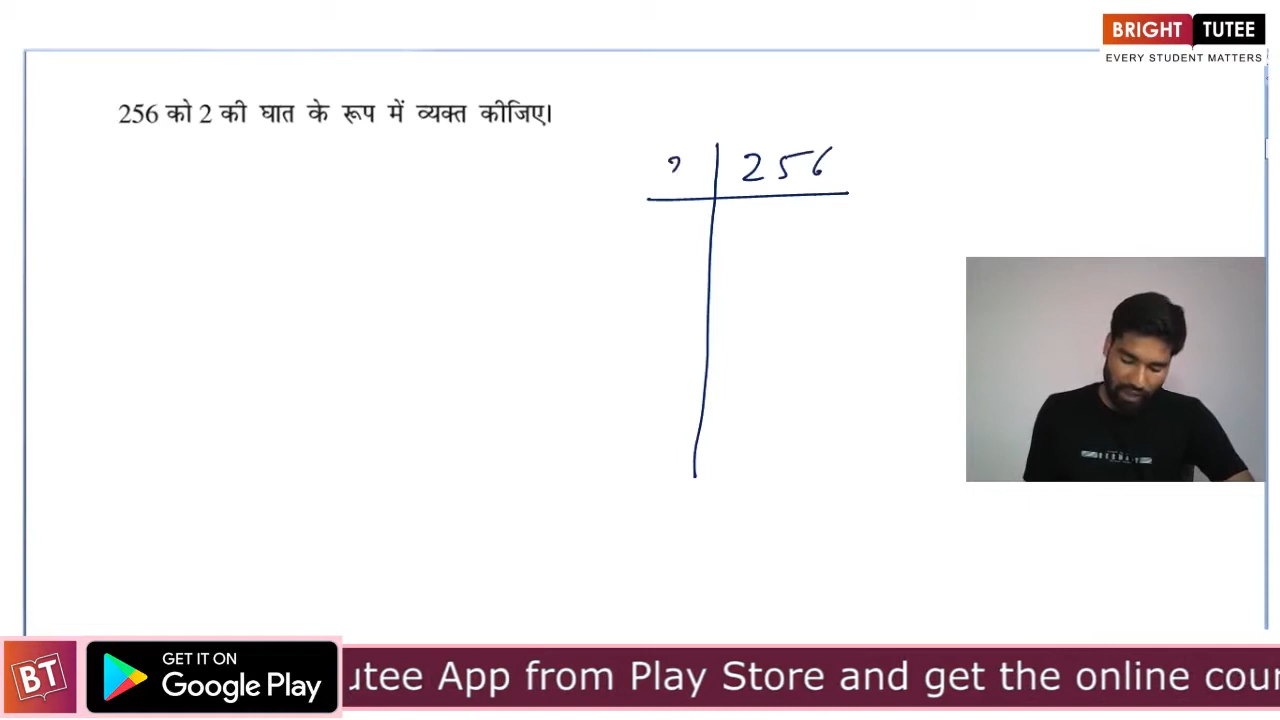 BRIGHT TUTEE
EVERY STUDENT MATTERS
256 को 2 की घात के रूप में व्यक्त कीजिए।
256
BT
GET IT ON
Google Play
utee App from Play Store and get the online cour